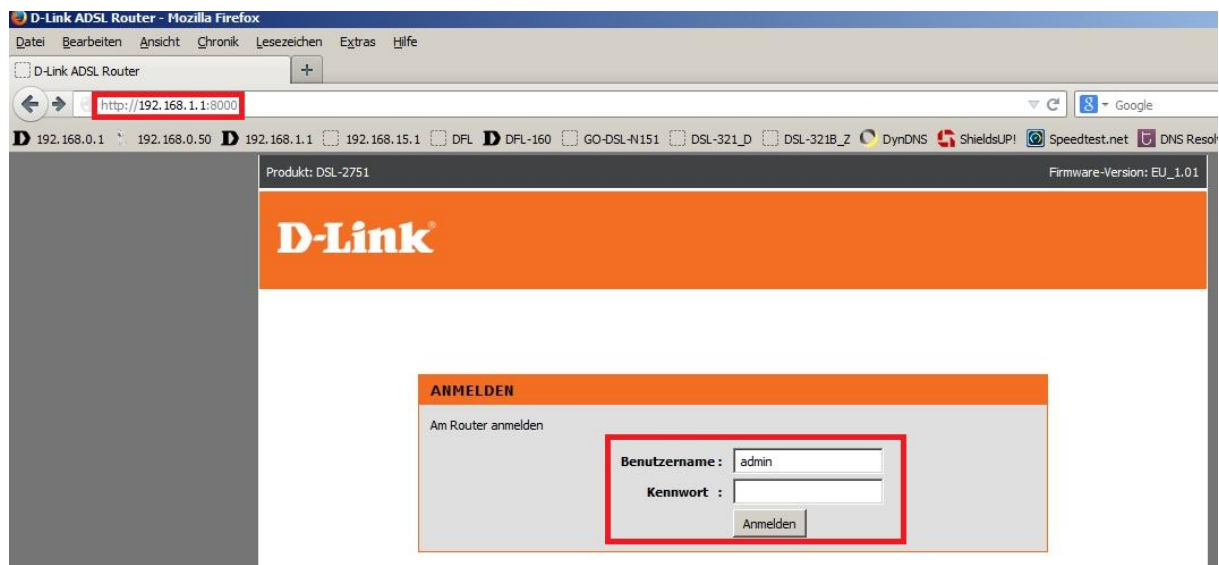 D-Link ADSL Router - Mozilla Firefox
Datei Bearbeiten Ansicht Chronik Lesezeichen Extras Hilfe
D-Link ADSL Router +
http://192.168.1.1:8000 Google
192.168.0.1 192.168.0.50 192.168.1.1 192.168.15.1 DFL DFL-160 GO-DSL-N151 DSL-321_D DSL-321B_Z DynDNS ShieldsUP! Speedtest.net DNS Resol
Produkt: DSL-2751 Firmware-Version: EU_1.01
D-Link®
ANMELDEN
Am Router anmelden
Benutzername : admin
Kennwort :
Anmelden